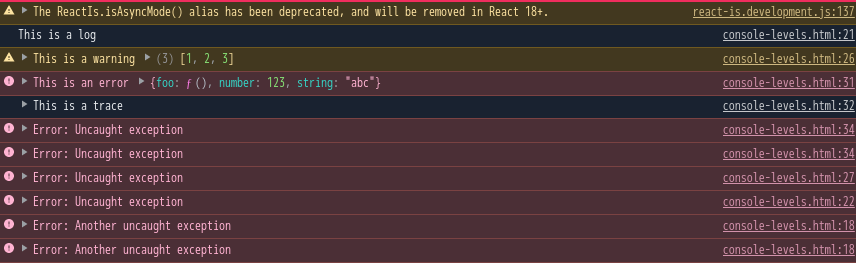 The ReactIs.isAsyncMode() alias has been deprecated, and will be removed in React 18+. react-is.development.js:137
This is a log console-levels.html:21
This is a warning (3) [1, 2, 3] console-levels.html:26
This is an error {foo: ƒ (), number: 123, string: "abc"} console-levels.html:31
This is a trace console-levels.html:32
Error: Uncaught exception console-levels.html:34
Error: Uncaught exception console-levels.html:34
Error: Uncaught exception console-levels.html:27
Error: Uncaught exception console-levels.html:22
Error: Another uncaught exception console-levels.html:18
Error: Another uncaught exception console-levels.html:18